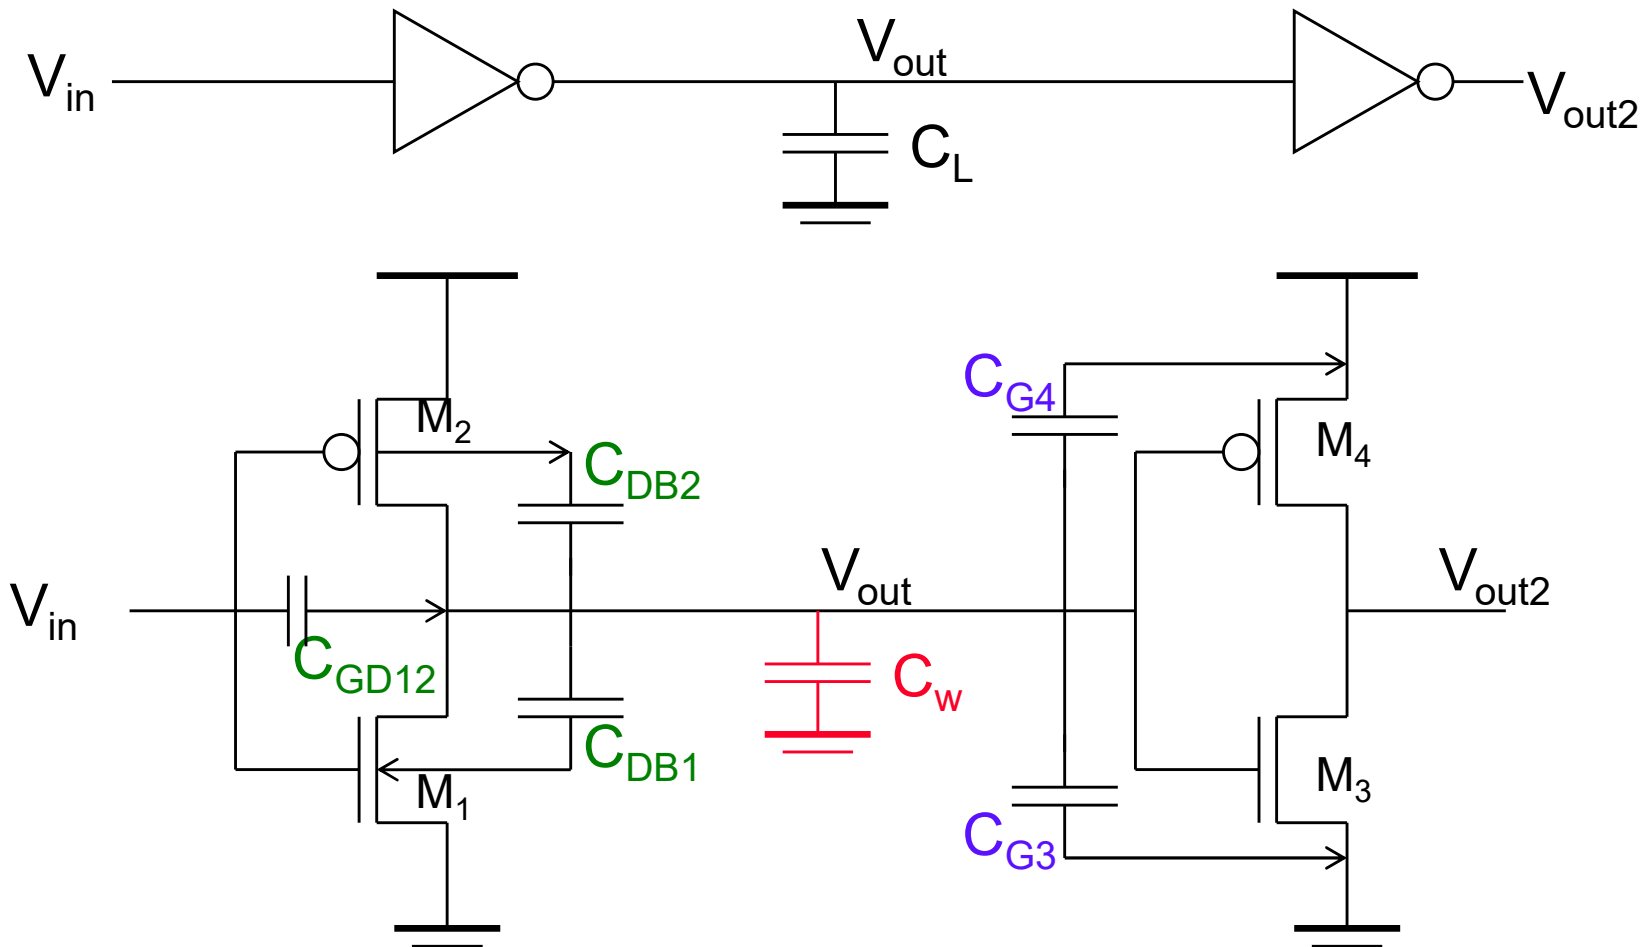 Vin
Vout
Vout2
CL
CG4
M2
M4
CDB2
Vin
Vout
Vout2
CGD12
Cw
CDB1
M1
M3
CG3